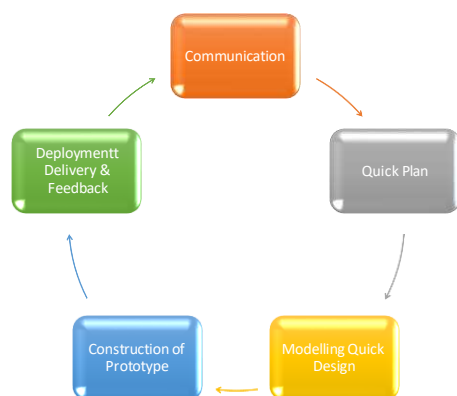 Communication
Quick Plan
Modelling Quick
Design
Construction of
Prototype
Deploymentt
Delivery &
Feedback